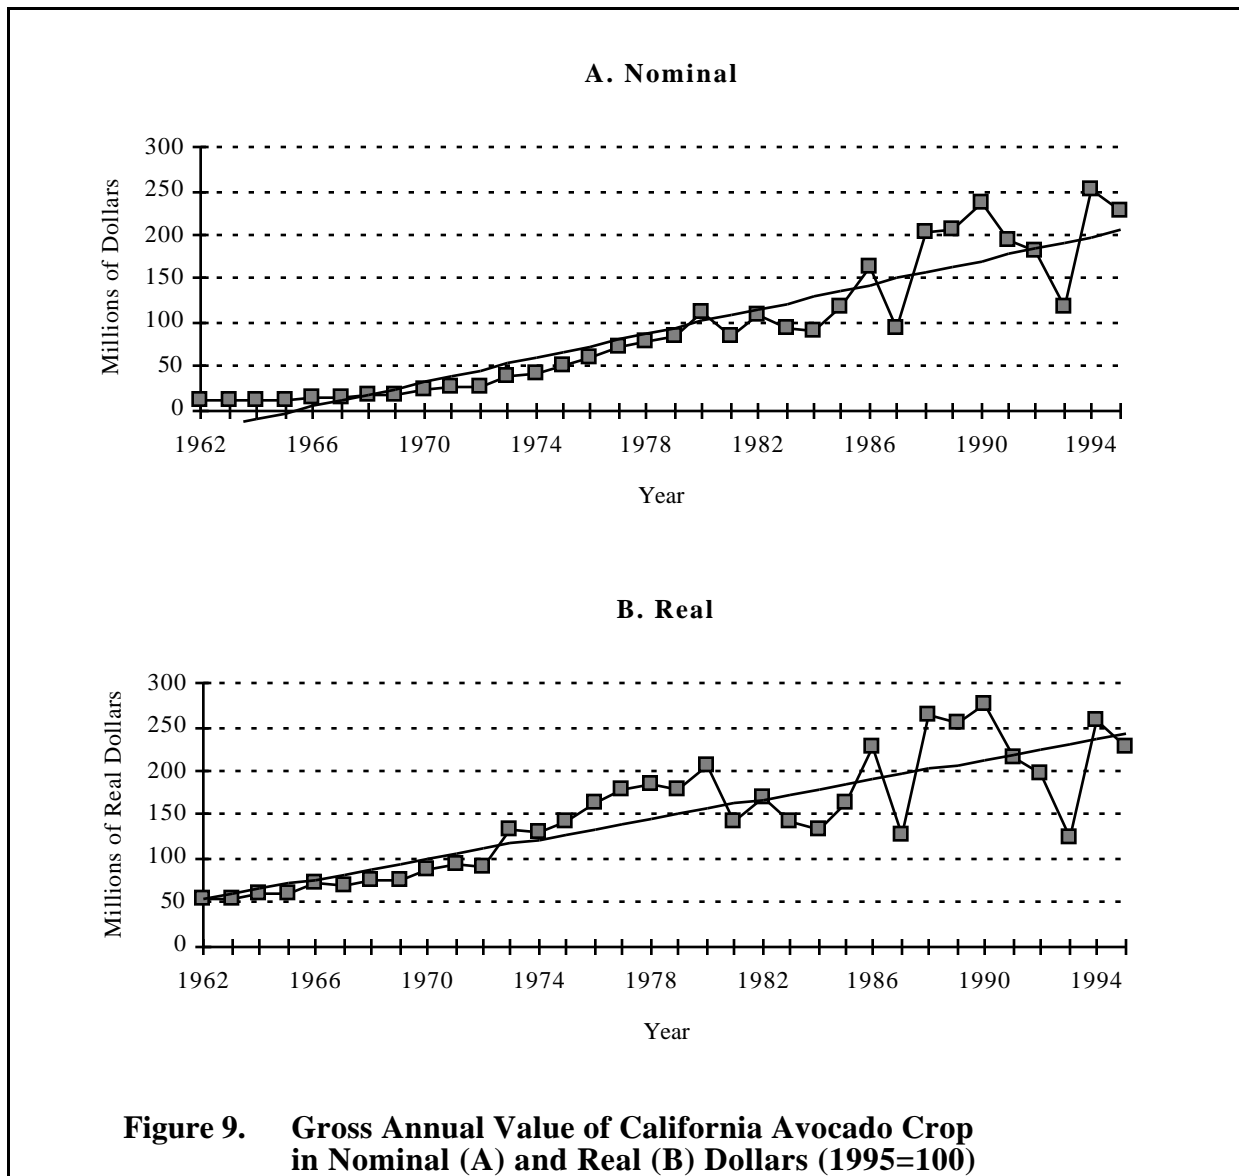 A. Nominal
Millions of Dollars
300
250
200
150
100
50
0
1962 1966 1970 1974 1978 1982 1986 1990 1994
Year
B. Real
Millions of Real Dollars
300
250
200
150
100
50
0
1962 1966 1970 1974 1978 1982 1986 1990 1994
Year
Figure 9. Gross Annual Value of California Avocado Crop
in Nominal (A) and Real (B) Dollars (1995=100)